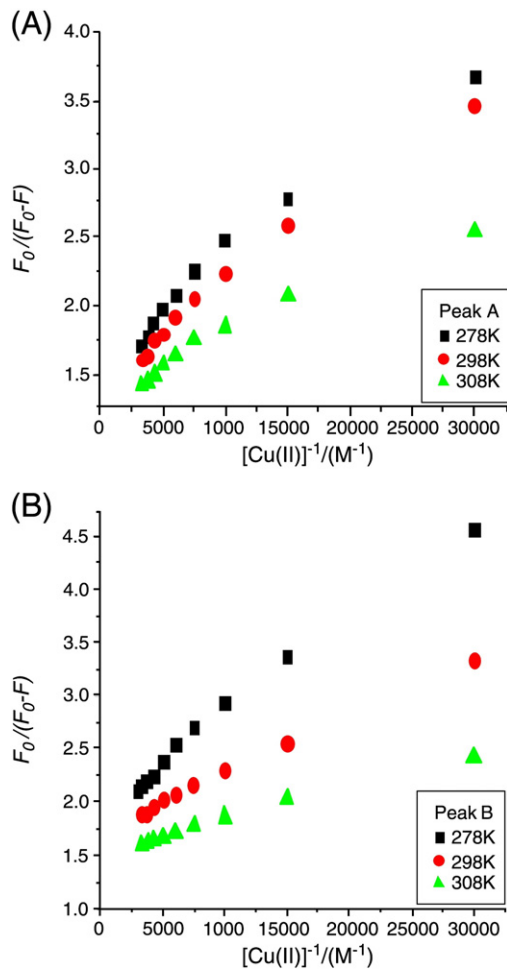 (A)
4.0
3.5
3.0
2.5
2.0
1.5
F0/(F0-F)
Peak A
278K
298K
308K
0 5000 10000 15000 20000 25000 30000
[Cu(II)]-1/(M-1)
(B)
4.5
4.0
3.5
3.0
2.5
2.0
1.5
1.0
F0/(F0-F)
Peak B
278K
298K
308K
0 5000 10000 15000 20000 25000 30000
[Cu(II)]-1/(M-1)